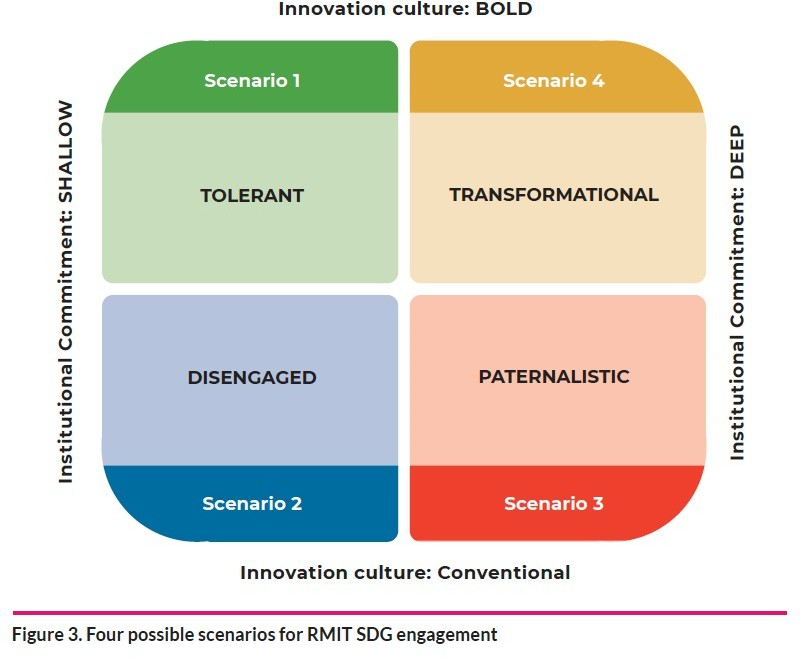 Innovation culture: BOLD
Scenario 1
Scenario 4
Institutional Commitment: SHALLOW
TOLERANT
TRANSFORMATIONAL
Institutional Commitment: DEEP
DISENGAGED
PATERNALISTIC
Scenario 2
Scenario 3
Innovation culture: Conventional
Figure 3. Four possible scenarios for RMIT SDG engagement